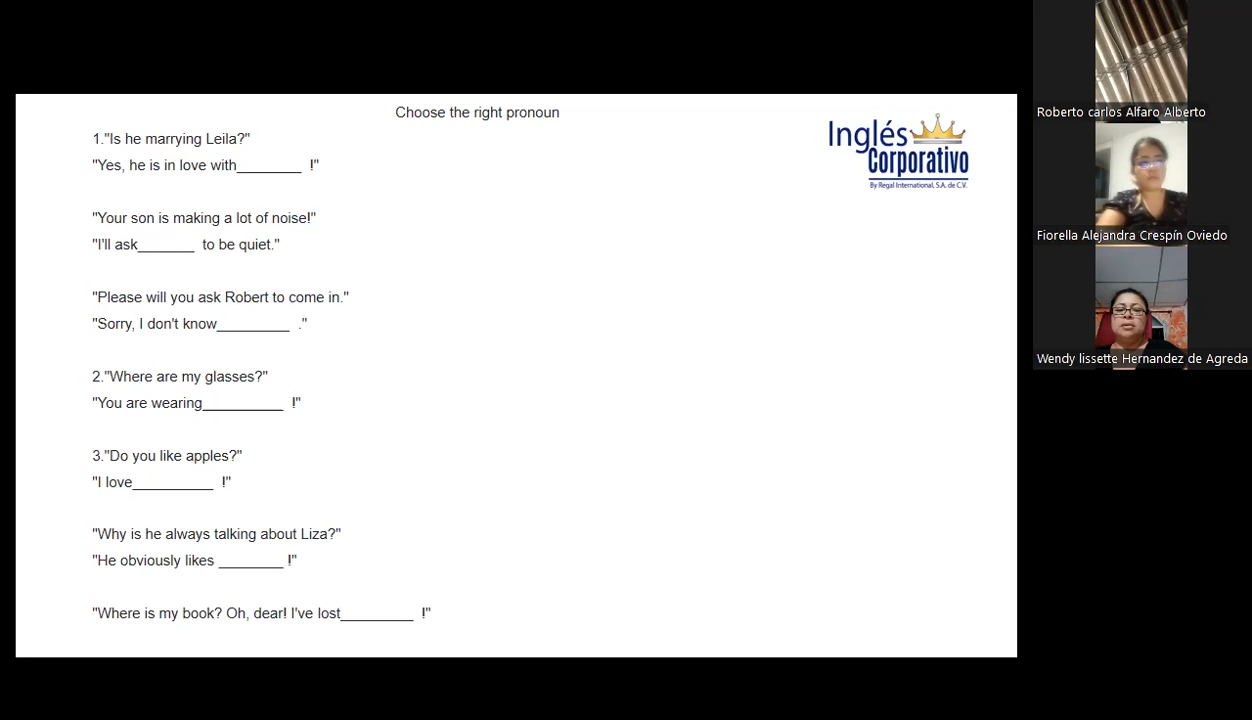 Choose the right pronoun
Inglés
Corporativo
By Regal International, S.A. de C.V.
1."Is he marrying Leila?"
"Yes, he is in love with________ !"
"Your son is making a lot of noise!"
"I'll ask_______ to be quiet."
"Please will you ask Robert to come in."
"Sorry, I don't know_________ ."
2."Where are my glasses?"
"You are wearing__________ !"
3."Do you like apples?"
"I love__________ !"
"Why is he always talking about Liza?"
"He obviously likes ________ !"
"Where is my book? Oh, dear! I've lost_________ !"
Roberto carlos Alfaro Alberto
Fiorella Alejandra Crespín Oviedo
Wendy lissette Hernandez de Agreda